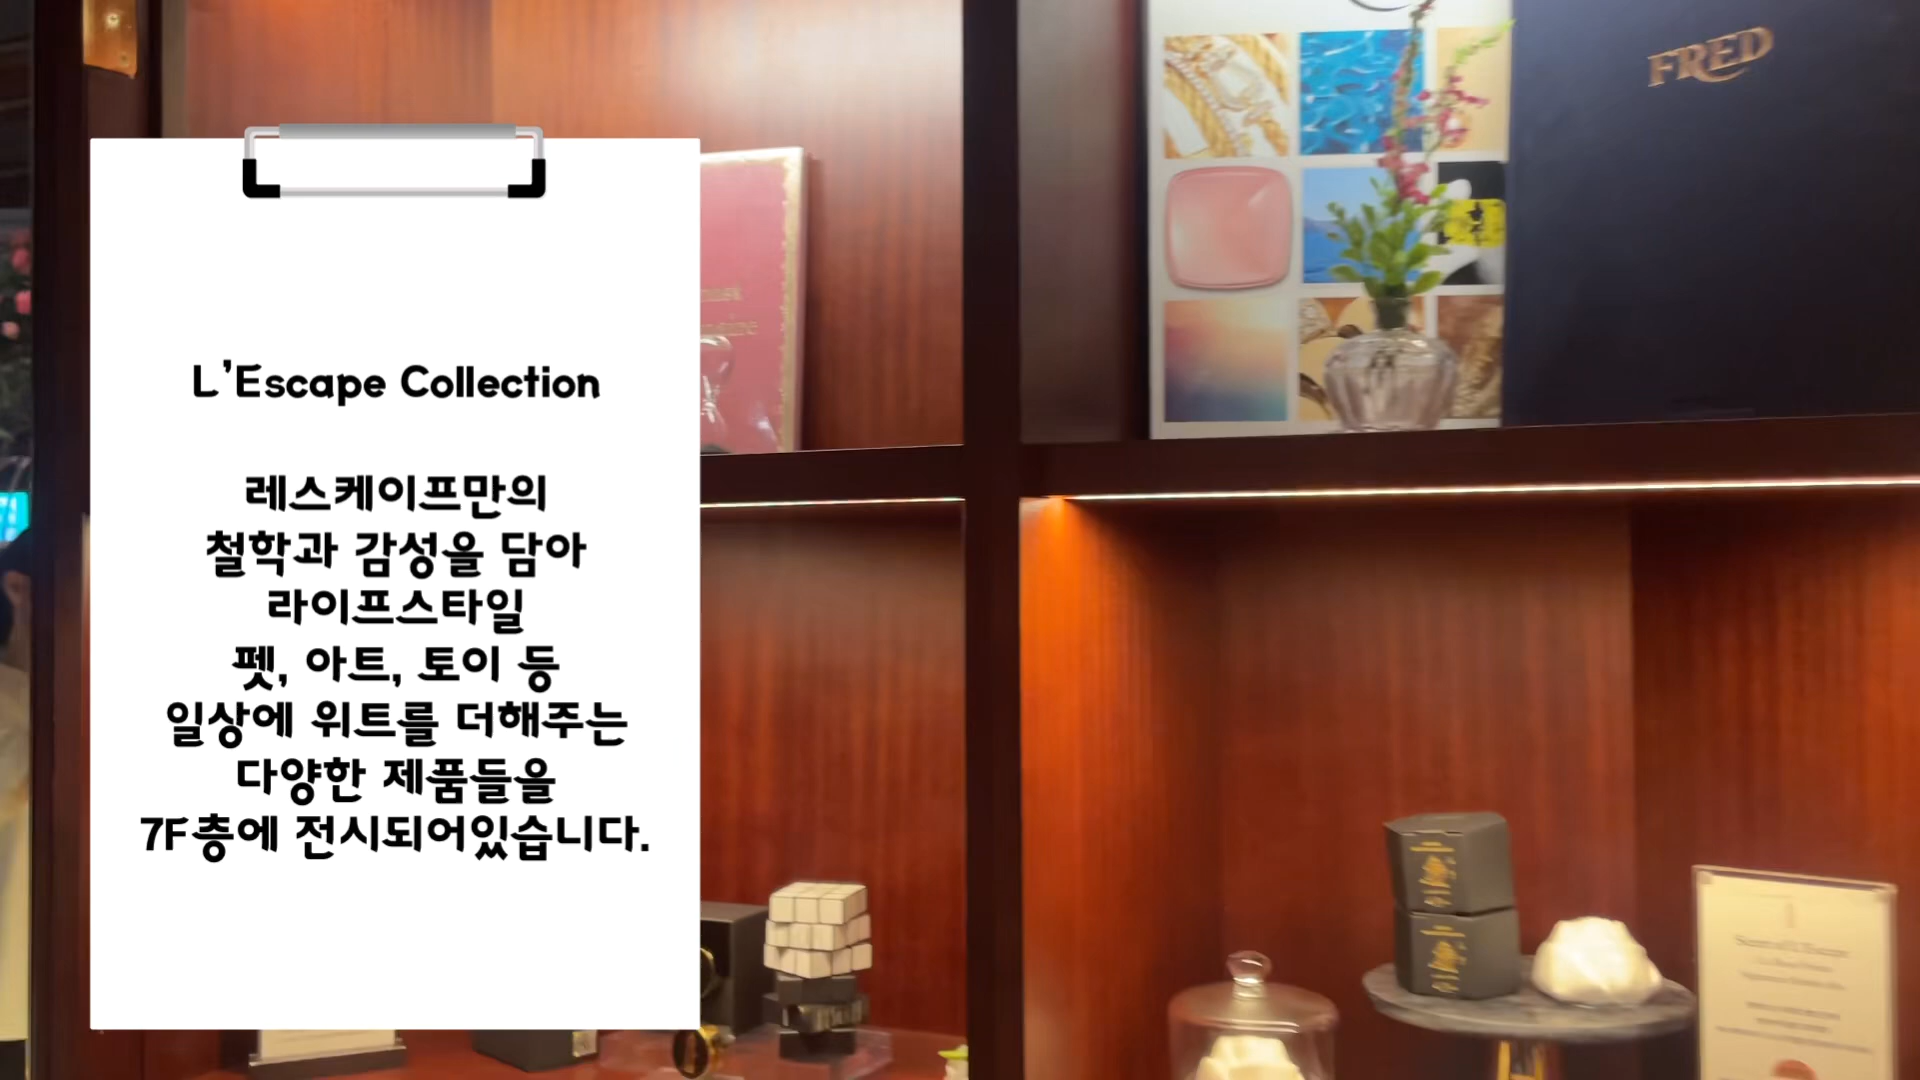 L'Escape Collection
레스케이프만의
철학과 감성을 담아
라이프스타일
펫, 아트, 토이 등
일상에 위트를 더해주는
다양한 제품들을
7F층에 전시되어있습니다.
FRED